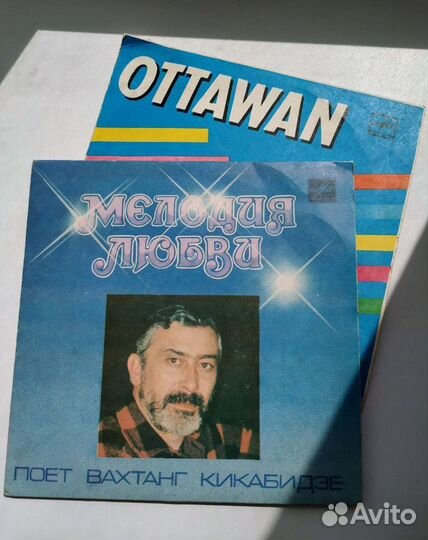 OTTAWAN
МЕЛОДИЯ
ЛЮБВИ
ПОЕТ ВАХТАНГ КИКАБИДЗЕ
Avito